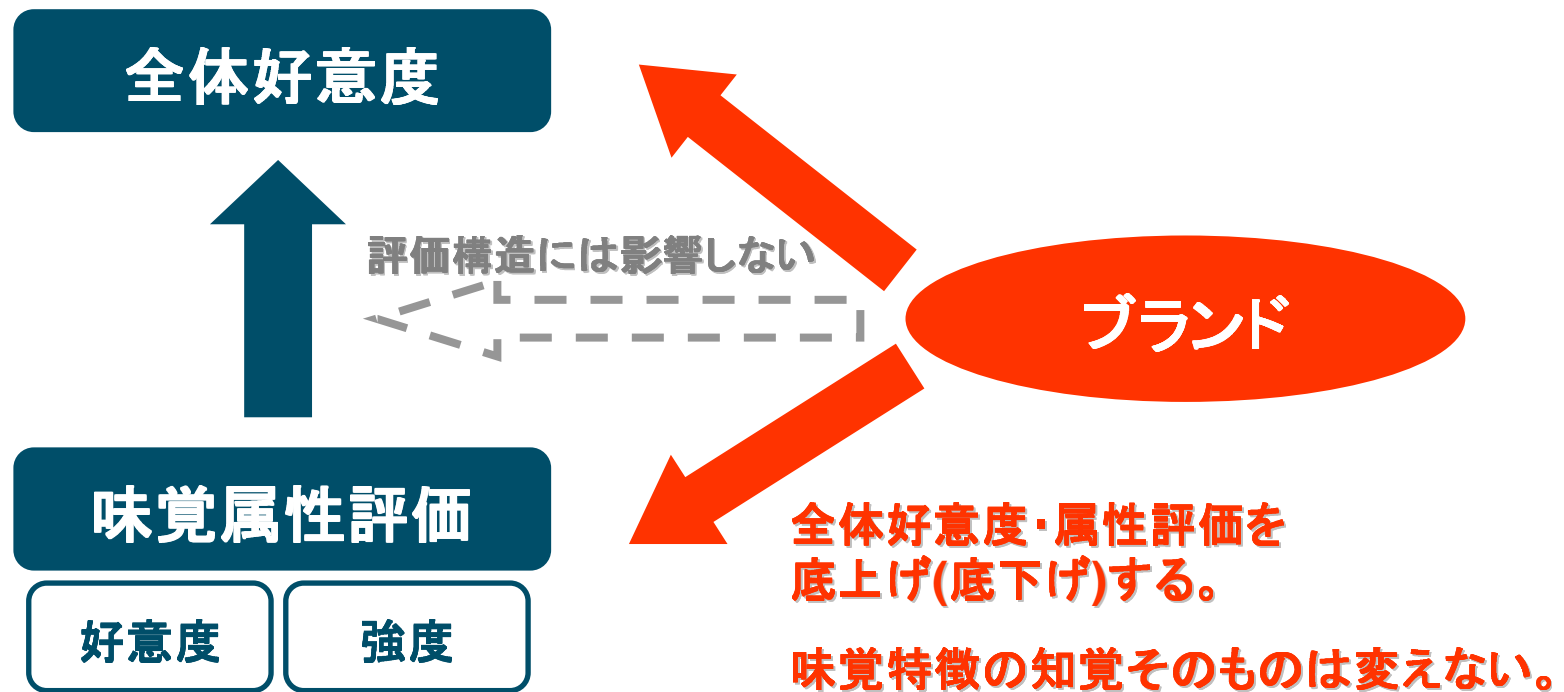 全体好意度
評価構造には影響しない
ブランド
味覚属性評価
好意度
強度
全体好意度・属性評価を
底上げ(底下げ)する。
味覚特徴の知覚そのものは変えない。